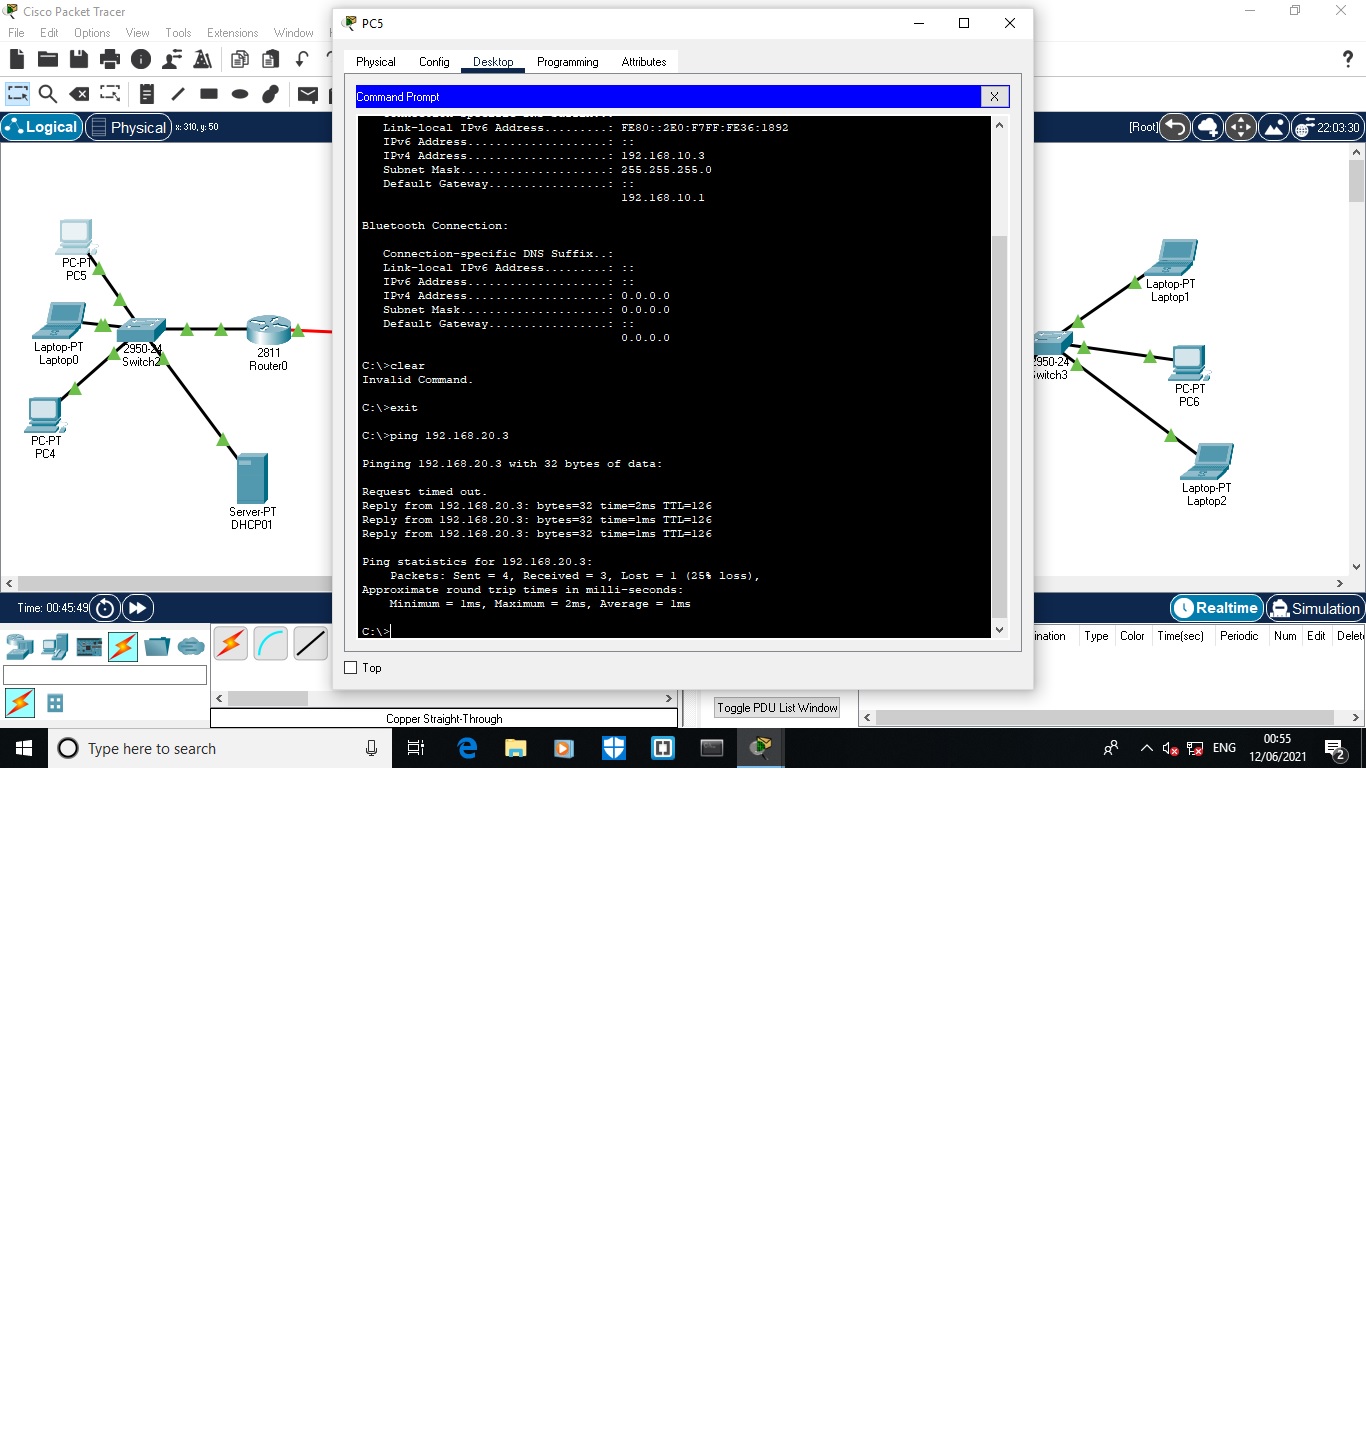 Cisco Packet Tracer
File Edit Options View Tools Extensions Window
Logical
Physical
x: 310, y: 50
[Root]
22:03:30
PC5
Physical Config Desktop Programming Attributes
Command Prompt
X
Connection-specific DNS Suffix..:
Link-local IPv6 Address.........: FE80::2E0:F7FF:FE36:1892
IPv6 Address....................: ::
IPv4 Address....................: 192.168.10.3
Subnet Mask.....................: 255.255.255.0
Default Gateway.................: ::
192.168.10.1
Bluetooth Connection:
Connection-specific DNS Suffix..:
Link-local IPv6 Address.........: ::
IPv6 Address....................: ::
IPv4 Address....................: 0.0.0.0
Subnet Mask.....................: 0.0.0.0
Default Gateway.................: ::
0.0.0.0
C:\>clear
Invalid Command.
C:\>exit
C:\>ping 192.168.20.3
Pinging 192.168.20.3 with 32 bytes of data:
Request timed out.
Reply from 192.168.20.3: bytes=32 time=2ms TTL=126
Reply from 192.168.20.3: bytes=32 time=1ms TTL=126
Reply from 192.168.20.3: bytes=32 time=1ms TTL=126
Ping statistics for 192.168.20.3:
Packets: Sent = 4, Received = 3, Lost = 1 (25% loss),
Approximate round trip times in milli-seconds:
Minimum = 1ms, Maximum = 2ms, Average = 1ms
C:\>
Top
PC-PT
PC5
Laptop-PT
Laptop0
2950-24
Switch2
2811
Router0
PC-PT
PC4
Server-PT
DHCP01
Laptop-PT
Laptop1
950-24
witch3
PC-PT
PC6
Laptop-PT
Laptop2
Time: 00:45:49
Realtime
Simulation
ination Type Color Time(sec) Periodic Num Edit Delet
Toggle PDU List Window
Copper Straight-Through
Type here to search
ENG
00:55
12/06/2021
2